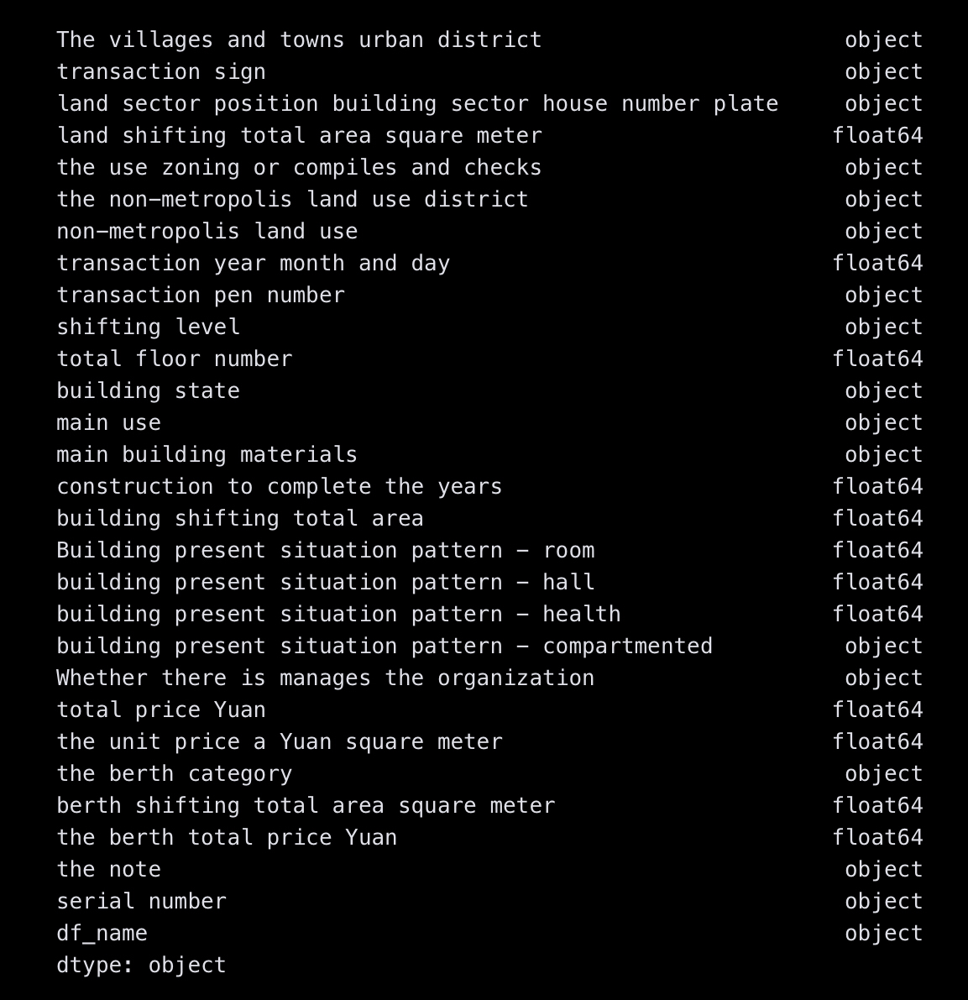 The villages and towns urban district object
transaction sign object
land sector position building sector house number plate object
land shifting total area square meter float64
the use zoning or compiles and checks object
the non-metropolis land use district object
non-metropolis land use object
transaction year month and day float64
transaction pen number object
shifting level object
total floor number float64
building state object
main use object
main building materials object
construction to complete the years float64
building shifting total area float64
Building present situation pattern - room float64
building present situation pattern - hall float64
building present situation pattern - health float64
building present situation pattern - compartmented object
Whether there is manages the organization object
total price Yuan float64
the unit price a Yuan square meter float64
the berth category object
berth shifting total area square meter float64
the berth total price Yuan float64
the note object
serial number object
df_name object
dtype: object